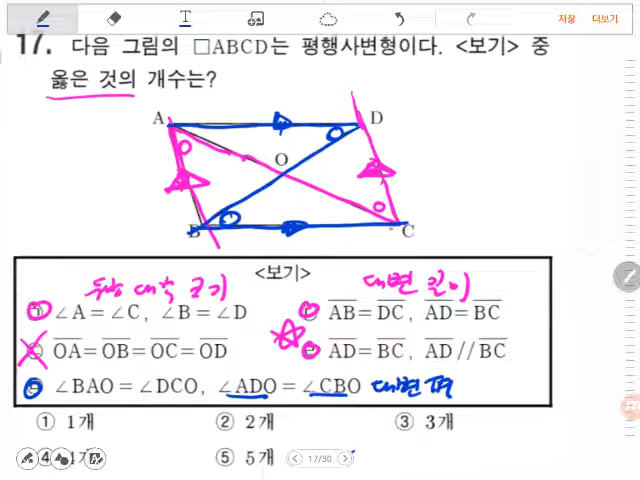 저장 더보기
17. 다음 그림의 □ABCD는 평행사변형이다. <보기> 중
옳은 것의 개수는?
A D
O
B C
<보기>
두쌍 대각 크기 대변 길이
∠A=∠C, ∠B=∠D AB=DC, AD=BC
OA=OB=OC=OD AD=BC, AD//BC
∠BAO=∠DCO, ∠ADO=∠CBO 대변 평
① 1개 ② 2개 ③ 3개
④ 4개 ⑤ 5개
17/30